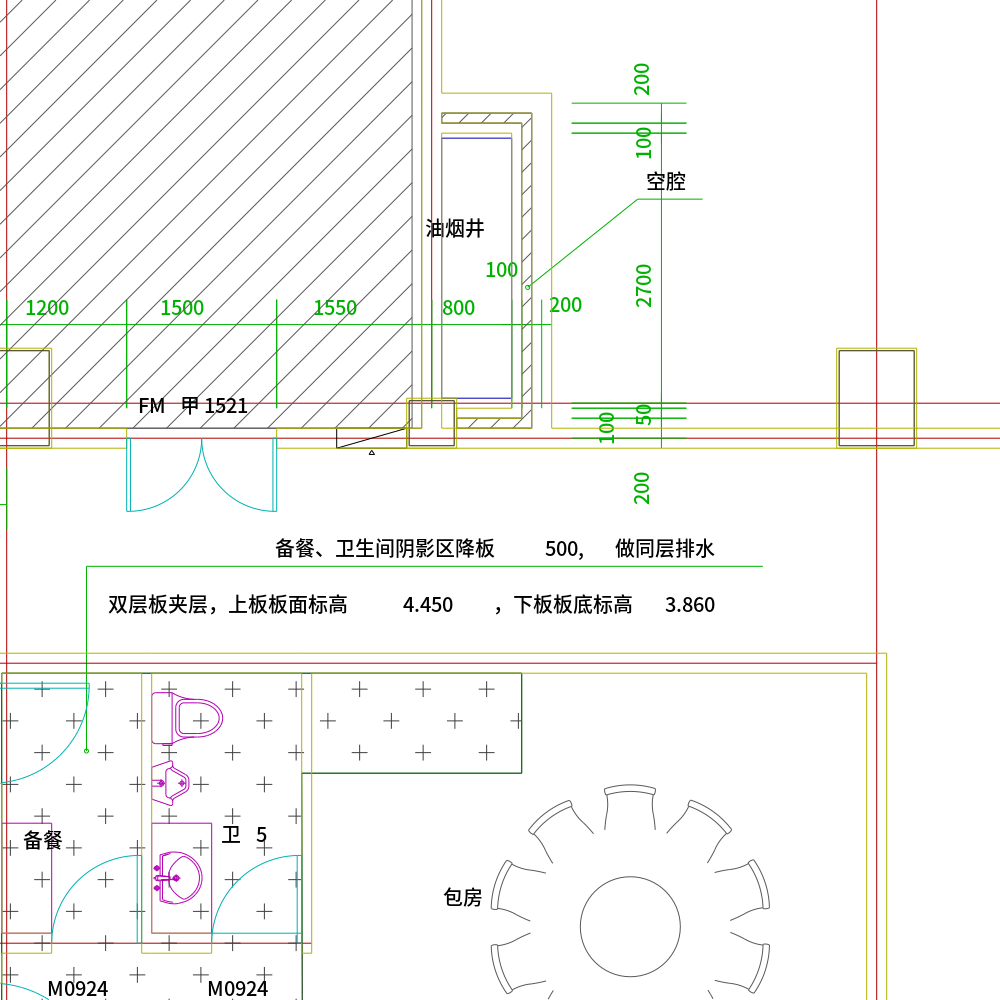 200
100
空腔
油烟井
100
2700
1200
1500
1550
800
200
FM 甲 1521
50
100
200
备餐、卫生间阴影区降板 500, 做同层排水
双层板夹层，上板板面标高 4.450 ，下板板底标高 3.860
备餐
卫 5
包房
M0924
M0924